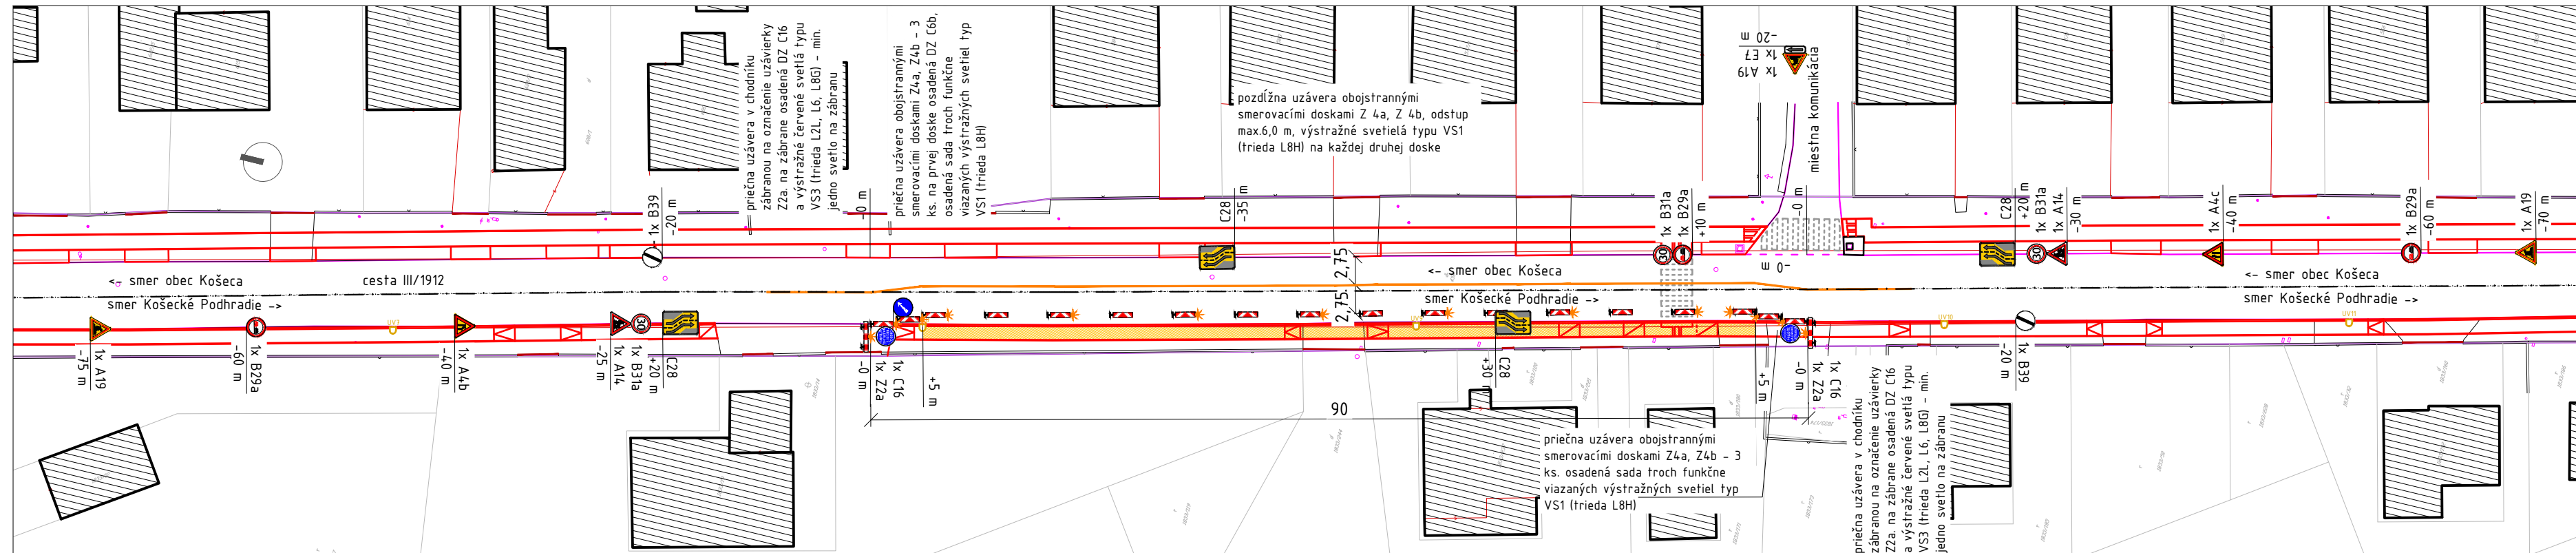 priečna uzávera v chodníku
zábranou na označenie uzávierky
Z2a. na zábrane osadená DZ C16
a výstražné červené svetlá typu
VS3 (trieda L2L, L6, L8G) - min.
jedno svetlo na zábranu
priečna uzávera obojstrannými
smerovacími doskami Z4a, Z4b - 3
ks. na prvej doske osadená DZ C6b,
osadená sada troch funkčne
viazaných výstražných svetiel typ
VS1 (trieda L8H)
pozdĺžna uzávera obojstrannými
smerovacími doskami Z 4a, Z 4b, odstup
max.6,0 m, výstražné svetielá typu VS1
(trieda L8H) na každej druhej doske
1x A19
1x E7
-20 m
miestna komunikácia
1x B39
-20 m
-0 m
C28
-35 m
1x B31a
1x B29a
+10 m
-0 m
-0 m
C28
+20 m
1x B31a
1x A14
-30 m
1x A4c
-40 m
1x B29a
-60 m
1x A19
-70 m
30
30
<- smer obec Košeca
cesta III/1912
smer Košecké Podhradie ->
2,75
2,75
<- smer obec Košeca
smer Košecké Podhradie ->
<- smer obec Košeca
smer Košecké Podhradie ->
30
UV10
UV11
1x A19
-75 m
1x B29a
-60 m
1x A4b
-40 m
1x A14
-25 m
1x B31a
C28
+20 m
1x C16
1x Z2a
-0 m
+5 m
C28
+30 m
+5 m
1x C16
1x Z2a
-0 m
1x B39
-20 m
90
priečna uzávera obojstrannými
smerovacími doskami Z4a, Z4b - 3
ks. osadená sada troch funkčne
viazaných výstražných svetiel typ
VS1 (trieda L8H)
priečna uzávera v chodníku
zábranou na označenie uzávierky
Z2a. na zábrane osadená DZ C16
a výstražné červené svetlá typu
VS3 (trieda L2L, L6, L8G) - min.
jedno svetlo na zábranu